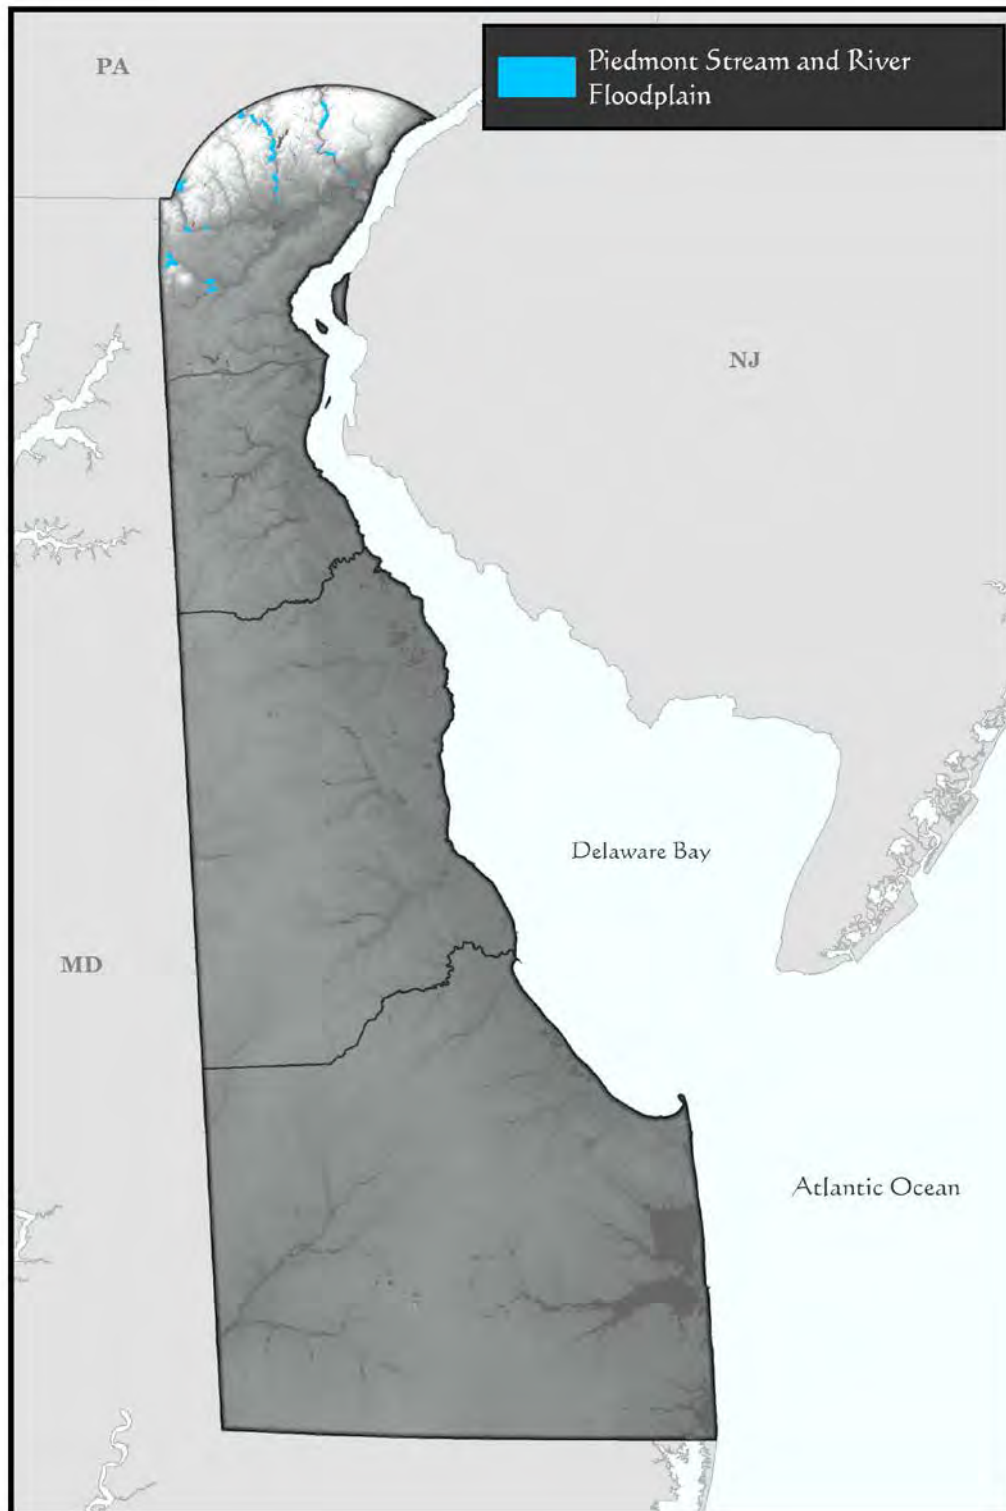 PA
Piedmont Stream and River
Floodplain
NJ
Delaware Bay
MD
Atlantic Ocean